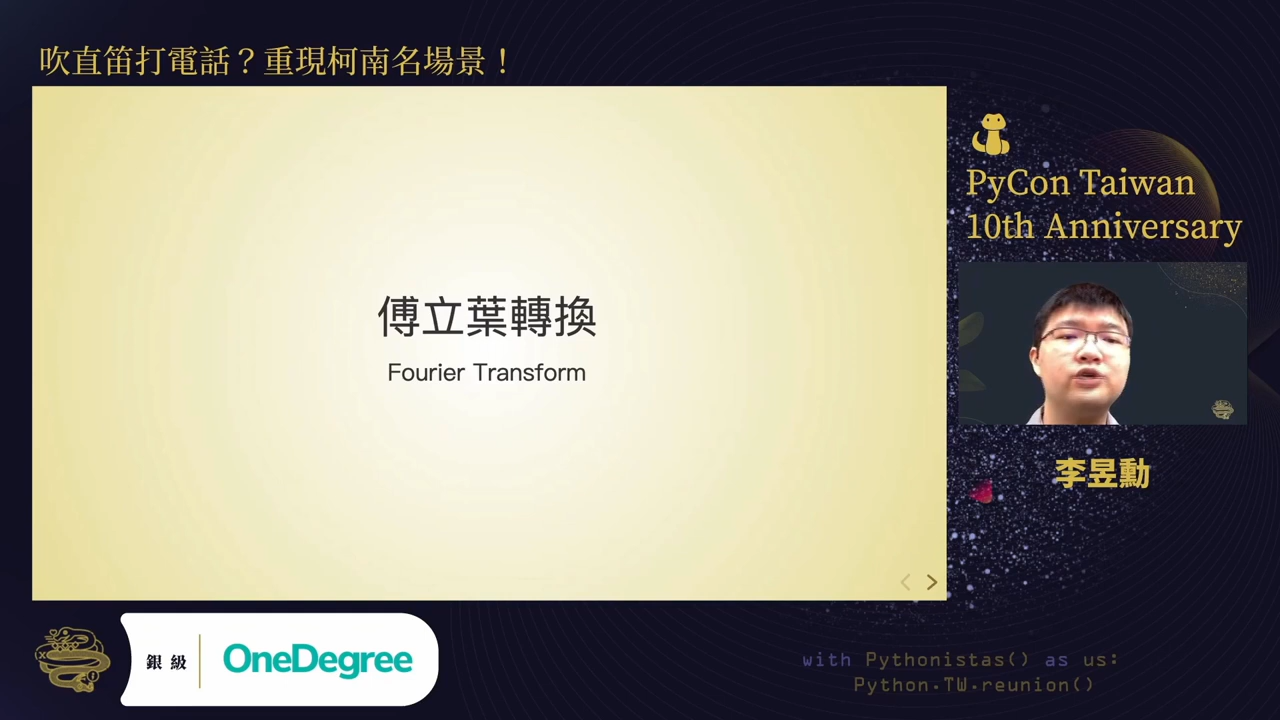 吹直笛打電話？重現柯南名場景！
傅立葉轉換
Fourier Transform
PyCon Taiwan
10th Anniversary
李昱勳
銀級
OneDegree
with Pythonistas() as us:
Python.TW.reunion()